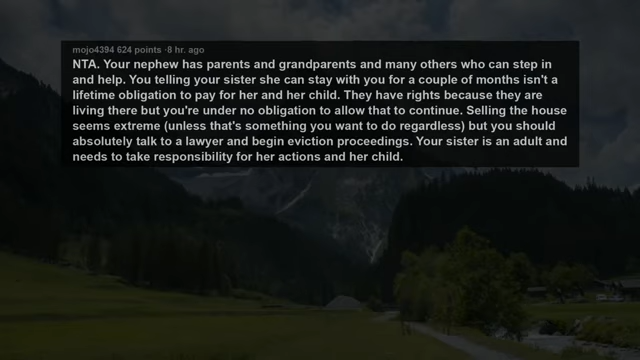 mojo4394 624 points ·8 hr. ago
NTA. Your nephew has parents and grandparents and many others who can step in
and help. You telling your sister she can stay with you for a couple of months isn't a
lifetime obligation to pay for her and her child. They have rights because they are
living there but you're under no obligation to allow that to continue. Selling the house
seems extreme (unless that's something you want to do regardless) but you should
absolutely talk to a lawyer and begin eviction proceedings. Your sister is an adult and
needs to take responsibility for her actions and her child.